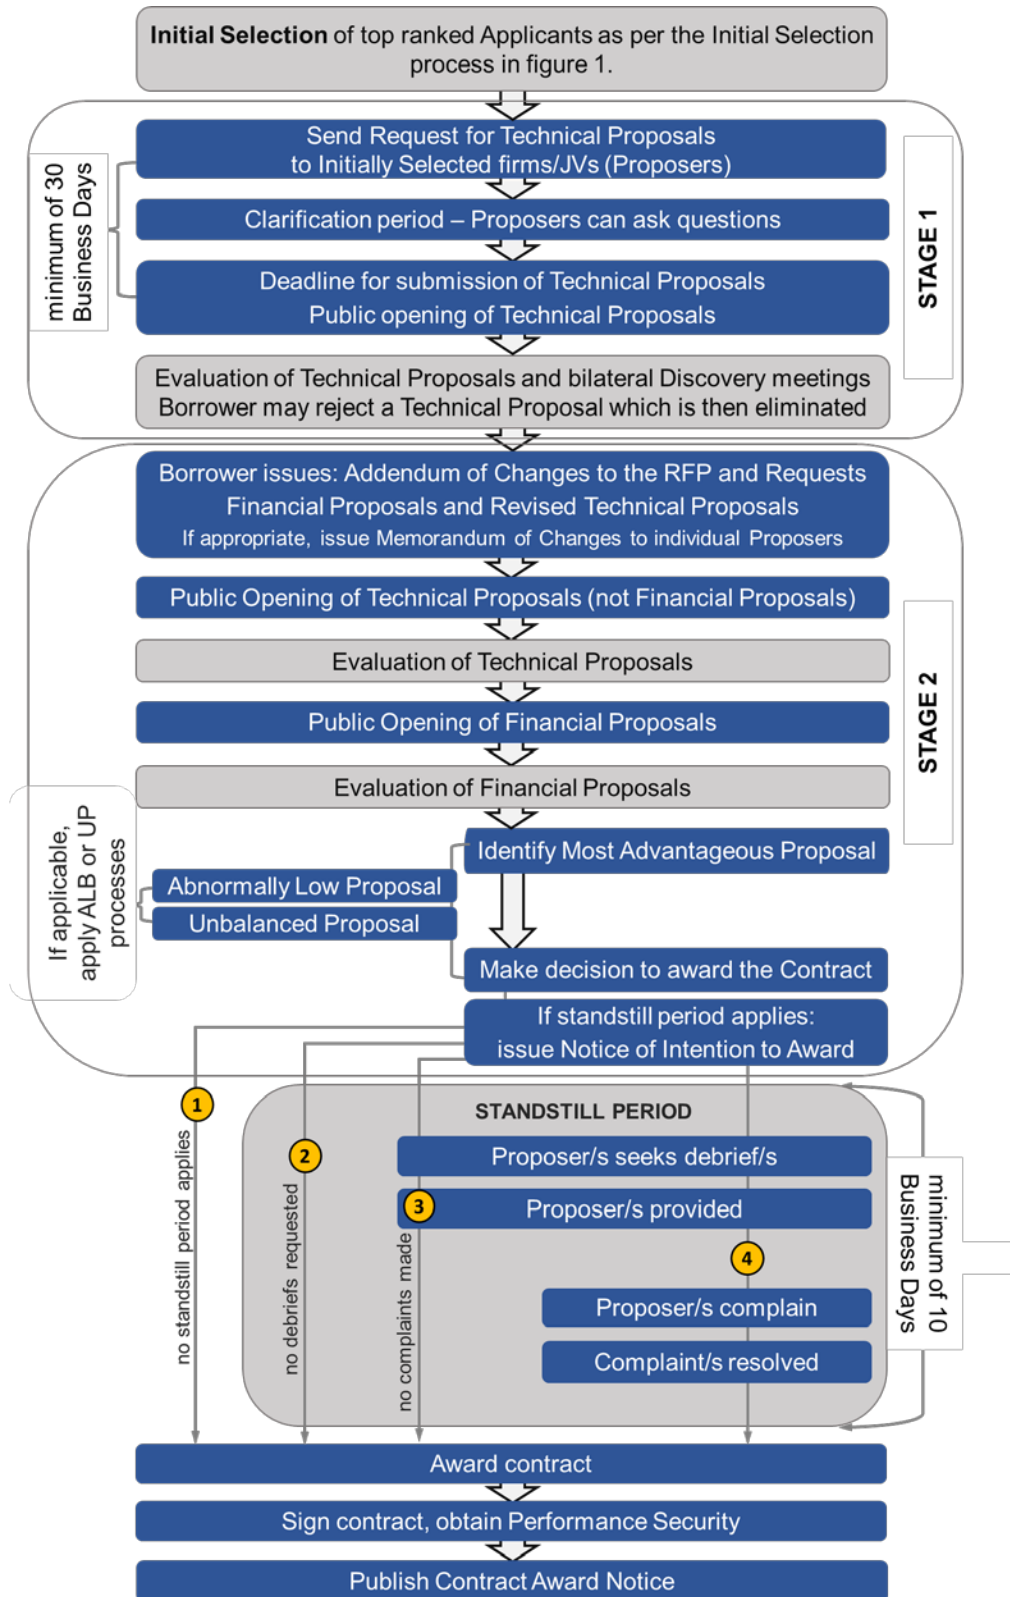 Initial Selection of top ranked Applicants as per the Initial Selection
process in figure 1.
Send Request for Technical Proposals
to Initially Selected firms/JVs (Proposers)
minimum of 30
Business Days
Clarification period – Proposers can ask questions
Deadline for submission of Technical Proposals
Public opening of Technical Proposals
STAGE 1
Evaluation of Technical Proposals and bilateral Discovery meetings
Borrower may reject a Technical Proposal which is then eliminated
Borrower issues: Addendum of Changes to the RFP and Requests
Financial Proposals and Revised Technical Proposals
If appropriate, issue Memorandum of Changes to individual Proposers
Public Opening of Technical Proposals (not Financial Proposals)
Evaluation of Technical Proposals
STAGE 2
Public Opening of Financial Proposals
Evaluation of Financial Proposals
If applicable,
apply ALB or UP
processes
Identify Most Advantageous Proposal
Abnormally Low Proposal
Unbalanced Proposal
Make decision to award the Contract
If standstill period applies:
issue Notice of Intention to Award
1
no standstill period applies
STANDSTILL PERIOD
2
no debriefs requested
Proposer/s seeks debrief/s
3
no complaints made
Proposer/s provided
4
Proposer/s complain
Complaint/s resolved
minimum of 10
Business Days
Award contract
Sign contract, obtain Performance Security
Publish Contract Award Notice